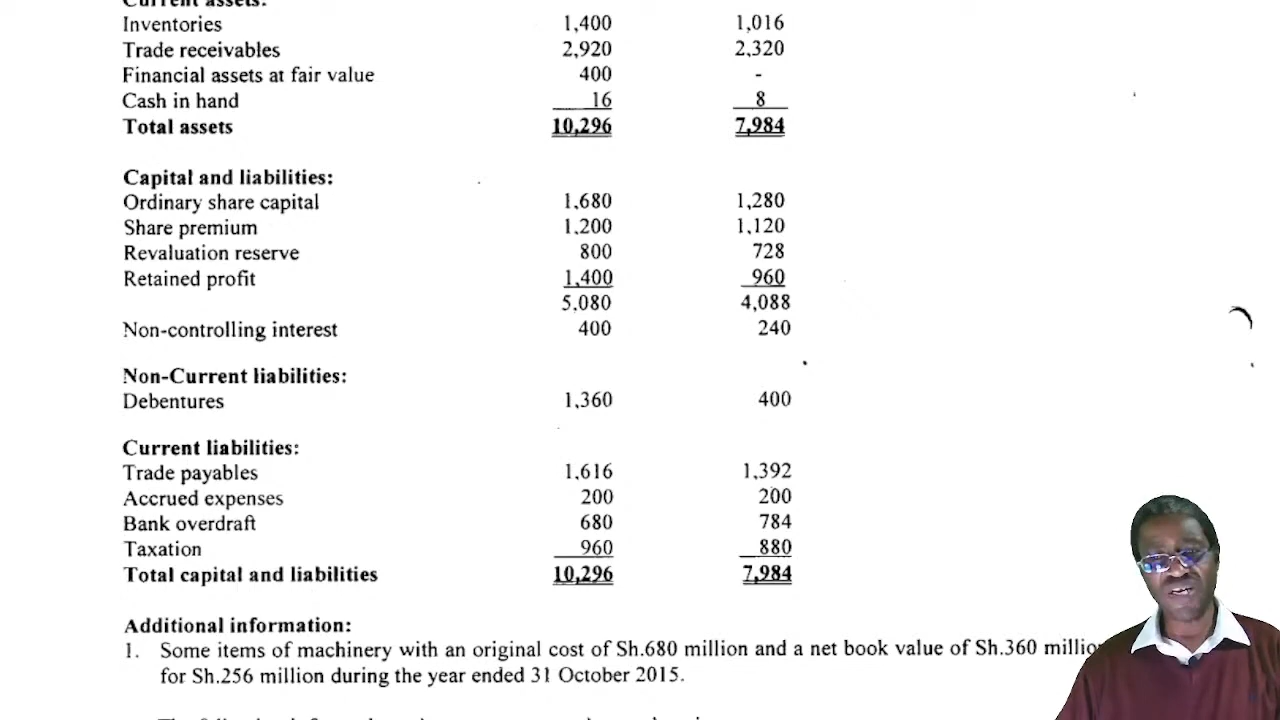 Current assets:
Inventories 1,400 1,016
Trade receivables 2,920 2,320
Financial assets at fair value 400 -
Cash in hand 16 8
Total assets 10,296 7,984
Capital and liabilities:
Ordinary share capital 1,680 1,280
Share premium 1,200 1,120
Revaluation reserve 800 728
Retained profit 1,400 960
5,080 4,088
Non-controlling interest 400 240
Non-Current liabilities:
Debentures 1,360 400
Current liabilities:
Trade payables 1,616 1,392
Accrued expenses 200 200
Bank overdraft 680 784
Taxation 960 880
Total capital and liabilities 10,296 7,984
Additional information:
1. Some items of machinery with an original cost of Sh.680 million and a net book value of Sh.360
for Sh.256 million during the year ended 31 October 2015.